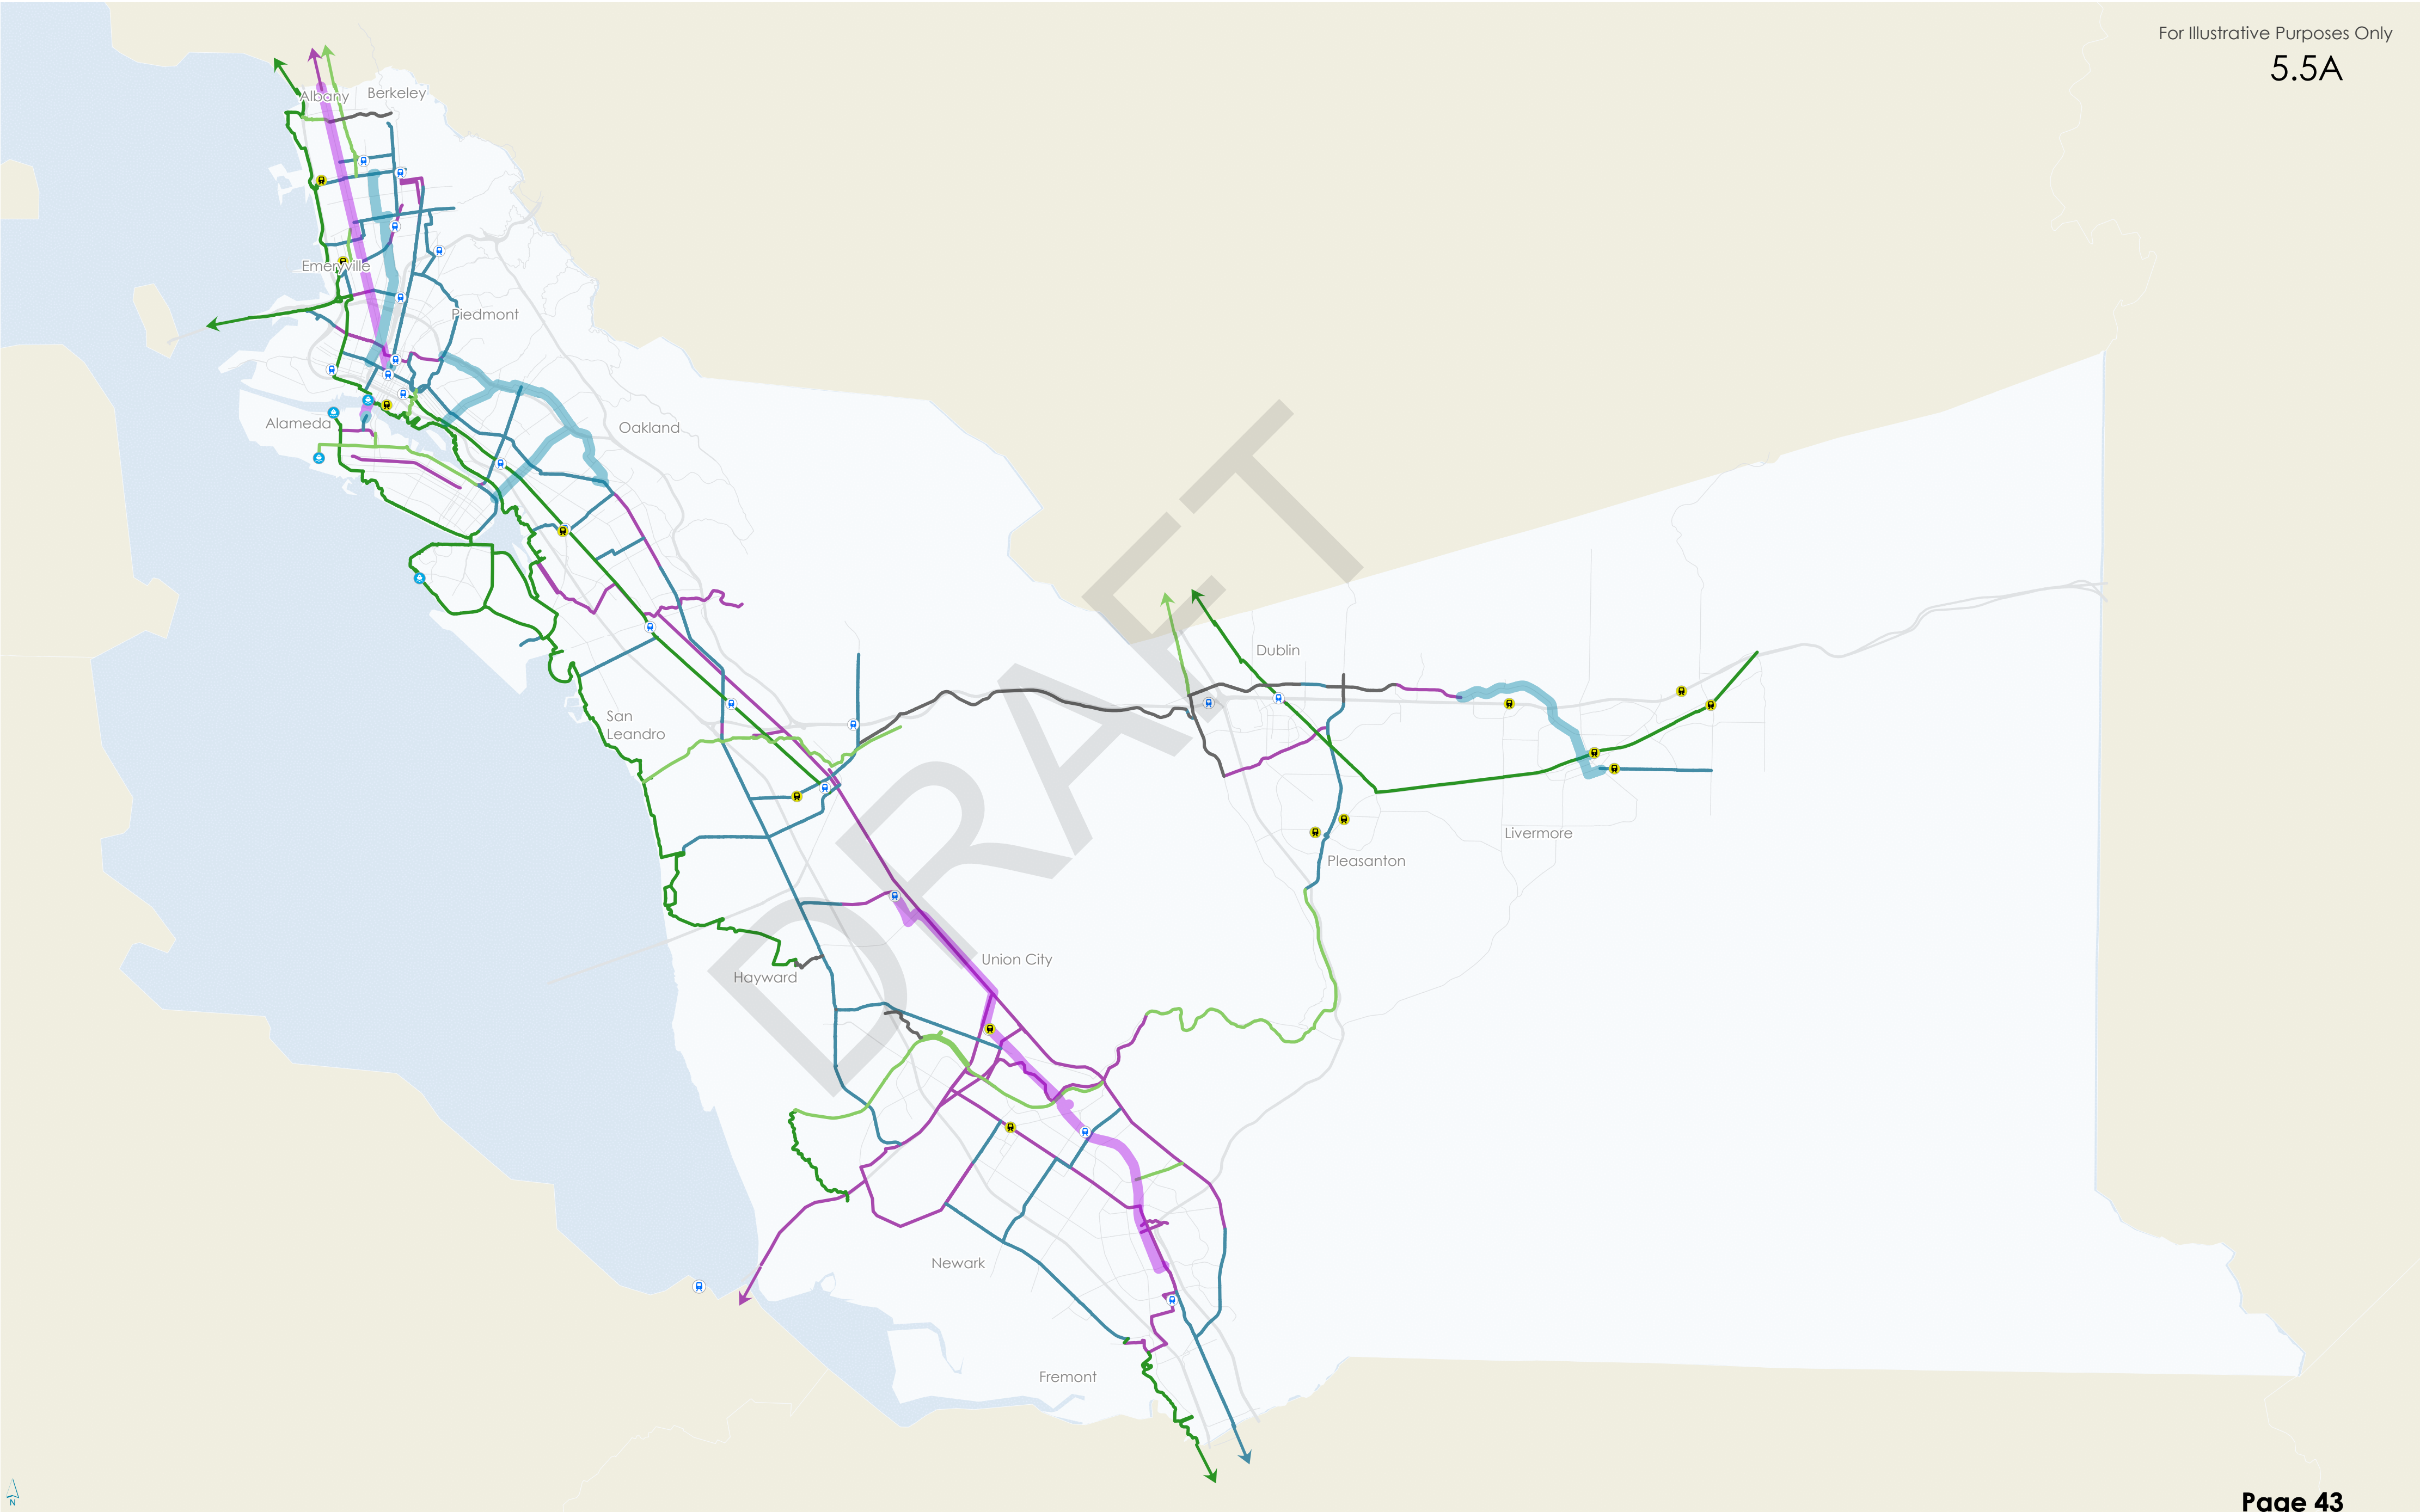 For Illustrative Purposes Only
5.5A
Albany
Berkeley
Emeryville
Piedmont
Alameda
Oakland
DRAFT
Dublin
San
Leandro
Livermore
Pleasanton
Union City
Hayward
Newark
Fremont
N
Page 43